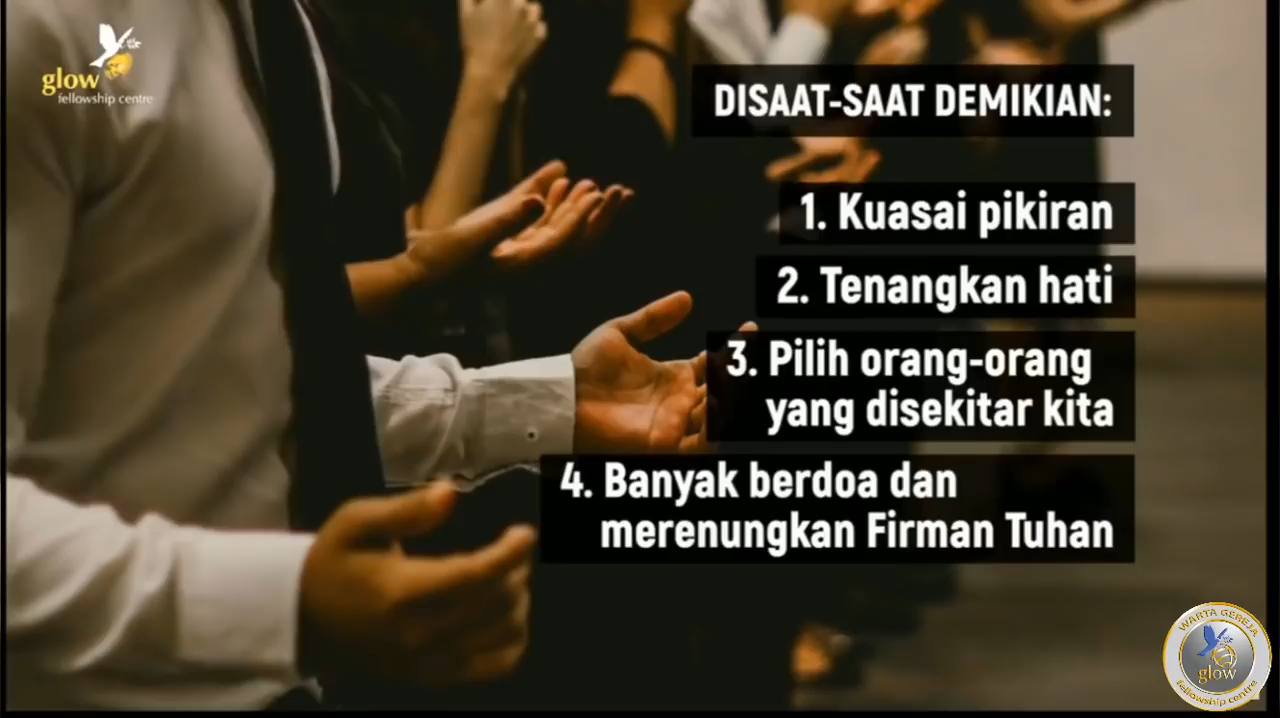 glow
fellowship centre
DISAAT-SAAT DEMIKIAN:
1. Kuasai pikiran
2. Tenangkan hati
3. Pilih orang-orang
yang disekitar kita
4. Banyak berdoa dan
merenungkan Firman Tuhan
WARTA GEREJA
glow
fellowship centre